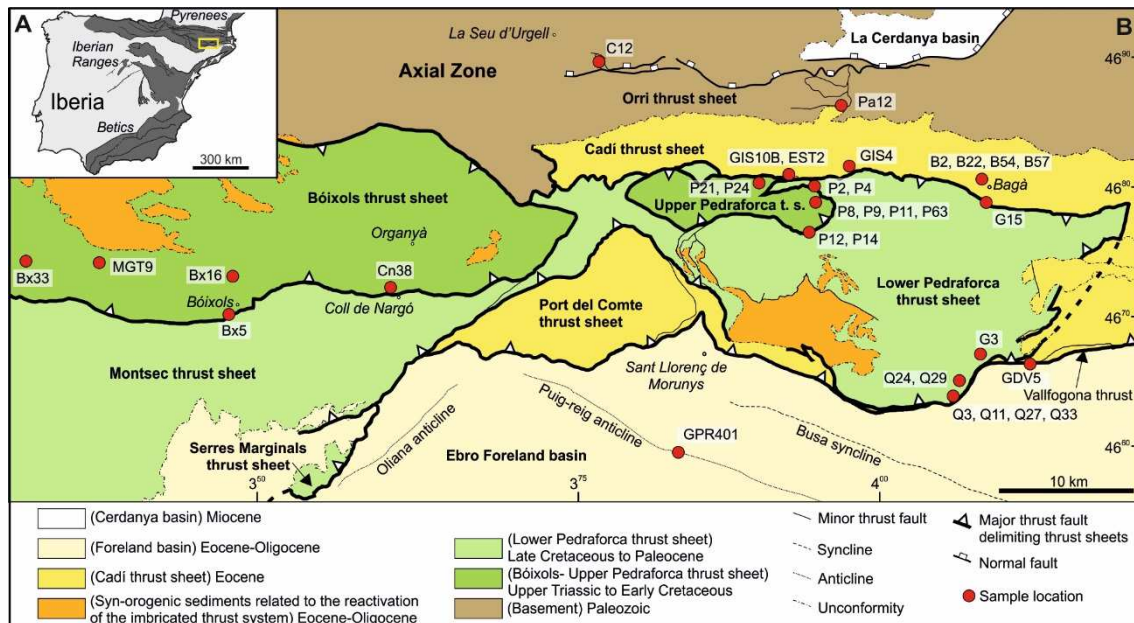 A
Pyrenees
Iberian
Ranges
Iberia
Betics
300 km
B
La Seu d'Urgell
C12
La Cerdanya basin
46⁹⁰
Axial Zone
Orri thrust sheet
Pa12
Cadí thrust sheet
GIS10B, EST2
GIS4
B2, B22, B54, B57
Bagà
46⁸⁰
P21, P24
P2, P4
Upper Pedraforca t. s.
P8, P9, P11, P63
G15
P12, P14
Bóixols thrust sheet
Organyà
Bx33
MGT9
Bx16
Cn38
Bóixols
Coll de Nargó
Bx5
Lower Pedraforca
thrust sheet
Port del Comte
thrust sheet
46⁷⁰
Montsec thrust sheet
Sant Llorenç de
Morunys
G3
Q24, Q29
GDV5
Vallfogona thrust
Q3, Q11, Q27, Q33
Puig-reig anticline
Oliana anticline
GPR401
Busa syncline
46⁶⁰
Serres Marginals
thrust sheet
Ebro Foreland basin
3⁵⁰
3⁷⁵
4⁰⁰
10 km
(Cerdanya basin) Miocene
(Foreland basin) Eocene-Oligocene
(Cadí thrust sheet) Eocene
(Syn-orogenic sediments related to the reactivation
of the imbricated thrust system) Eocene-Oligocene
(Lower Pedraforca thrust sheet)
Late Cretaceous to Paleocene
(Bóixols- Upper Pedraforca thrust sheet)
Upper Triassic to Early Cretaceous
(Basement) Paleozoic
Minor thrust fault
Syncline
Anticline
Unconformity
Major thrust fault
delimiting thrust sheets
Normal fault
Sample location